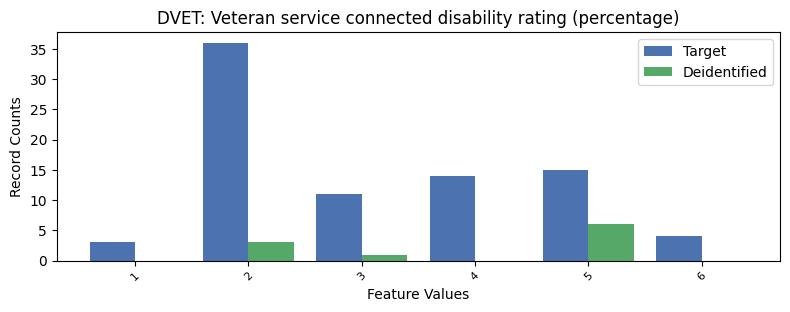 DVET: Veteran service connected disability rating (percentage)
Target
Deidentified
Record Counts
35
30
25
20
15
10
5
0
1 2 3 4 5 6
Feature Values